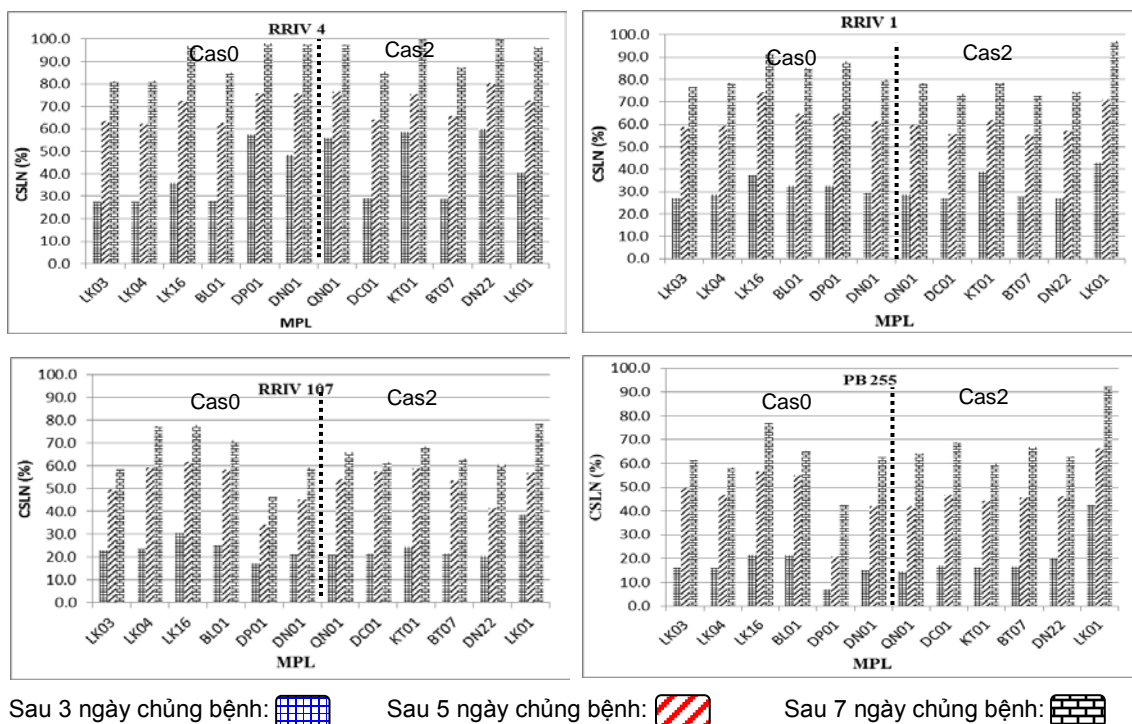 RRIV 4
Cas0
Cas2
CSLN (%)
100.0
90.0
80.0
70.0
60.0
50.0
40.0
30.0
20.0
10.0
0.0
LK03 LK04 LK16 BL01 DP01 DN01 QN01 DC01 KT01 BT07 DN22 LK01
MPL
RRIV 1
Cas0
Cas2
CSLN (%)
100.0
90.0
80.0
70.0
60.0
50.0
40.0
30.0
20.0
10.0
0.0
LK03 LK04 LK16 BL01 DP01 DN01 QN01 DC01 KT01 BT07 DN22 LK01
MPL
RRIV 107
Cas0
Cas2
CSLN (%)
100.0
90.0
80.0
70.0
60.0
50.0
40.0
30.0
20.0
10.0
0.0
LK03 LK04 LK16 BL01 DP01 DN01 QN01 DC01 KT01 BT07 DN22 LK01
MPL
PB 255
Cas0
Cas2
CSLN (%)
100.0
90.0
80.0
70.0
60.0
50.0
40.0
30.0
20.0
10.0
0.0
LK03 LK04 LK16 BL01 DP01 DN01 QN01 DC01 KT01 BT07 DN22 LK01
MPL
Sau 3 ngày chủng bệnh: Sau 5 ngày chủng bệnh: Sau 7 ngày chủng bệnh: